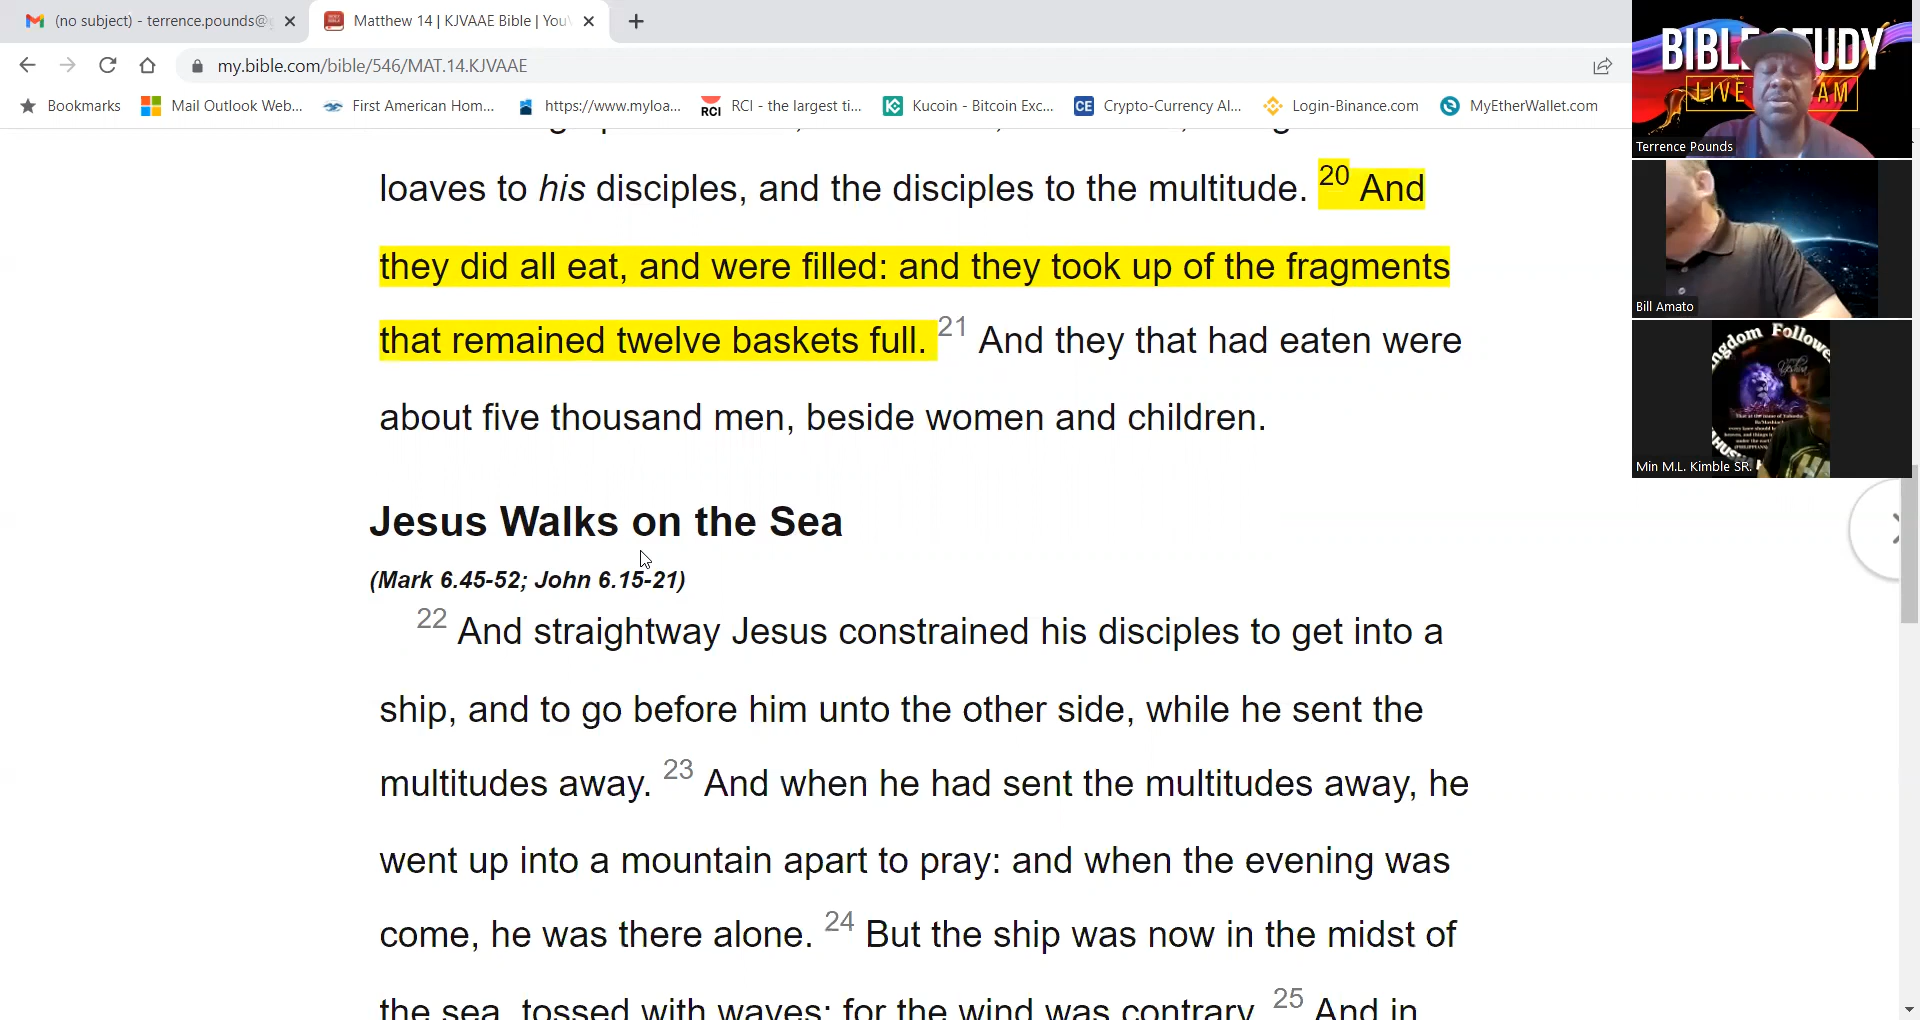 (no subject) - terrence.pounds@
Matthew 14 | KJVAAE Bible | You
my.bible.com/bible/546/MAT.14.KJVAAE
Bookmarks
Mail Outlook Web...
First American Hom...
https://www.myloa...
RCI - the largest ti...
Kucoin - Bitcoin Exc...
Crypto-Currency Al...
Login-Binance.com
MyEtherWallet.com
loaves to his disciples, and the disciples to the multitude. 20 And
they did all eat, and were filled: and they took up of the fragments
that remained twelve baskets full. 21 And they that had eaten were
about five thousand men, beside women and children.
Jesus Walks on the Sea
(Mark 6.45-52; John 6.15-21)
22 And straightway Jesus constrained his disciples to get into a
ship, and to go before him unto the other side, while he sent the
multitudes away. 23 And when he had sent the multitudes away, he
went up into a mountain apart to pray: and when the evening was
come, he was there alone. 24 But the ship was now in the midst of
the sea, tossed with waves: for the wind was contrary. 25 And in
BIBL UDY
LIVE AM
Terrence Pounds
Bill Amato
ngdom Followe
Min M.L. Kimble SR.